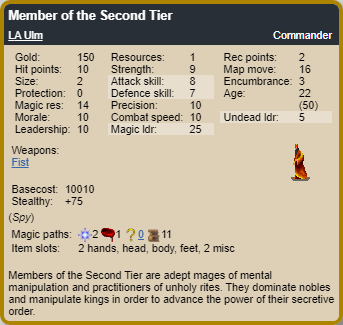 Member of the Second Tier
LA Ulm Commander
Gold: 150 Resources: 1 Rec points: 2
Hit points: 10 Strength: 9 Map move: 16
Size: 2 Attack skill: 8 Encumbrance: 3
Protection: 0 Defence skill: 7 Age: 22
Magic res: 14 Precision: 10 (50)
Morale: 10 Combat speed: 10 Undead ldr: 5
Leadership: 10 Magic ldr: 25
Weapons:
Fist
Basecost: 10010
Stealthy: +75
(Spy)
Magic paths: 2 1 ? 0 11
Item slots: 2 hands, head, body, feet, 2 misc
Members of the Second Tier are adept mages of mental
manipulation and practitioners of unholy rites. They dominate nobles
and manipulate kings in order to advance the power of their secretive
order.